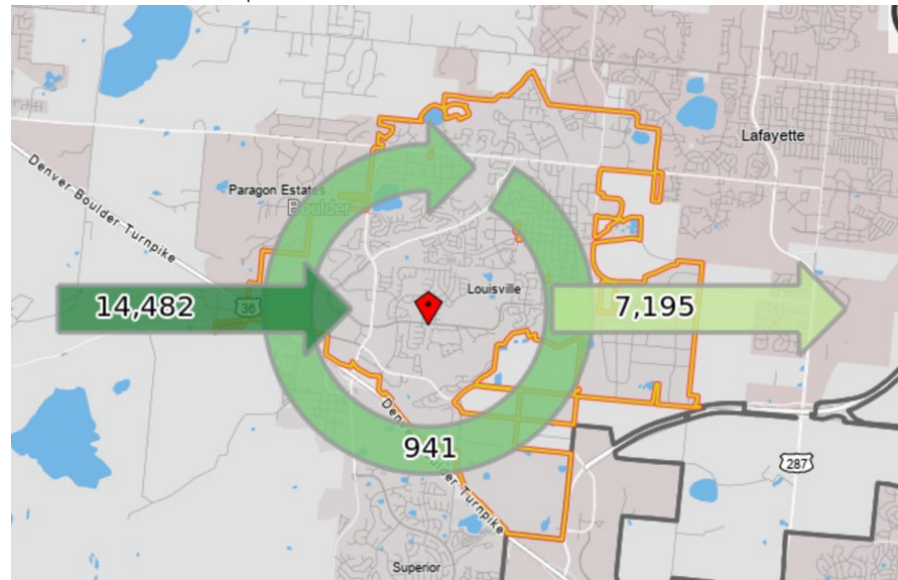 Lafayette
Paragon Estates
Boulder
Denver Boulder Turnpike
Louisville
14,482
36
7,195
941
Denver Boulder Turnpike
287
Superior